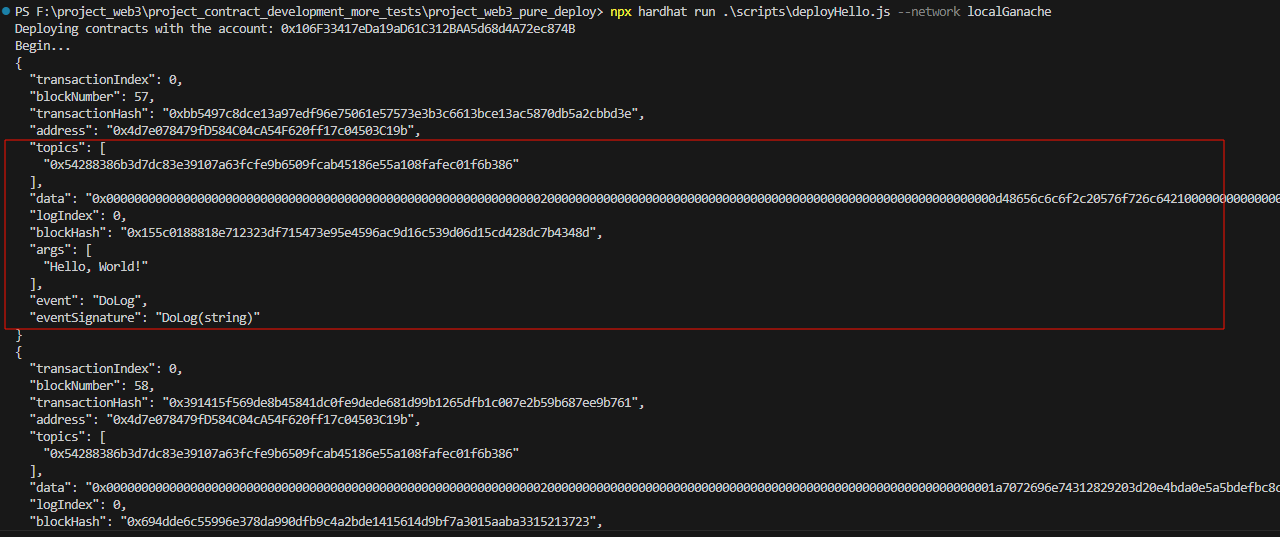 PS F:\project_web3\project_contract_development_more_tests\project_web3_pure_deploy> npx hardhat run .\scripts\deployHello.js --network localGanache
Deploying contracts with the account: 0x106F33417eDa19aD61C312BAA5d68d4A72ec874B
Begin...
{
"transactionIndex": 0,
"blockNumber": 57,
"transactionHash": "0xbb5497c8dce13a97edf96e75061e57573e3b3c6613bce13ac5870db5a2cbbd3e",
"address": "0x4d7e078479fD584C04cA54F620ff17c04503C19b",
"topics": [
"0x54288386b3d7dc83e39107a63fcfe9b6509fcab45186e55a108fafec01f6b386"
],
"data": "0x0000000000000000000000000000000000000000000000000000000000000020000000000000000000000000000000000000000000000000000000000000000d48656c6c6f2c20576f726c6421000000000000
"logIndex": 0,
"blockHash": "0x155c0188818e712323df715473e95e4596ac9d16c539d06d15cd428dc7b4348d",
"args": [
"Hello, World!"
],
"event": "DoLog",
"eventSignature": "DoLog(string)"
}
{
"transactionIndex": 0,
"blockNumber": 58,
"transactionHash": "0x391415f569de8b45841dc0fe9dede681d99b1265dfb1c007e2b59b687ee9b761",
"address": "0x4d7e078479fD584C04cA54F620ff17c04503C19b",
"topics": [
"0x54288386b3d7dc83e39107a63fcfe9b6509fcab45186e55a108fafec01f6b386"
],
"data": "0x0000000000000000000000000000000000000000000000000000000000000020000000000000000000000000000000000000000000000000000000000000001a7072696e74312829203d20e4bda0e5a5bdefbc8c
"logIndex": 0,
"blockHash": "0x694dde6c55996e378da990dfb9c4a2bde1415614d9bf7a3015aaba3315213723",